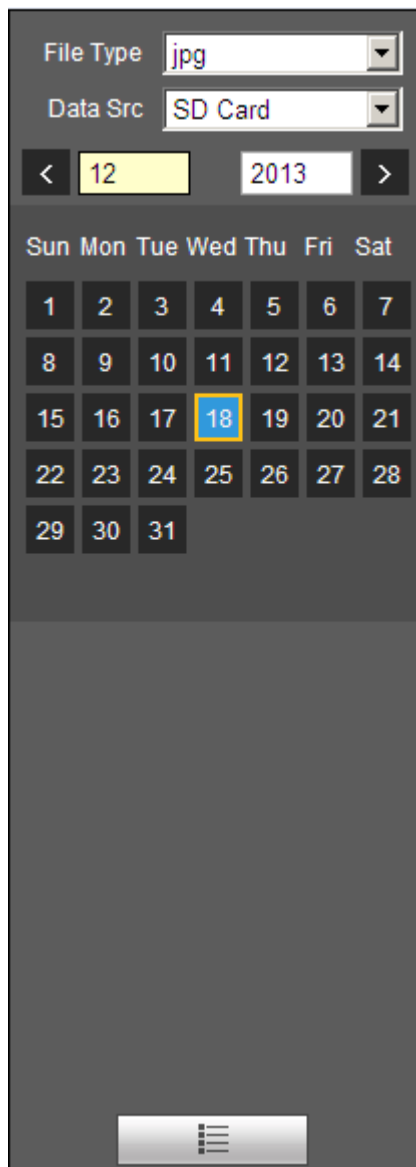 File Type jpg
Data Src SD Card
< 12 2013 >
Sun Mon Tue Wed Thu Fri Sat
1 2 3 4 5 6 7
8 9 10 11 12 13 14
15 16 17 18 19 20 21
22 23 24 25 26 27 28
29 30 31